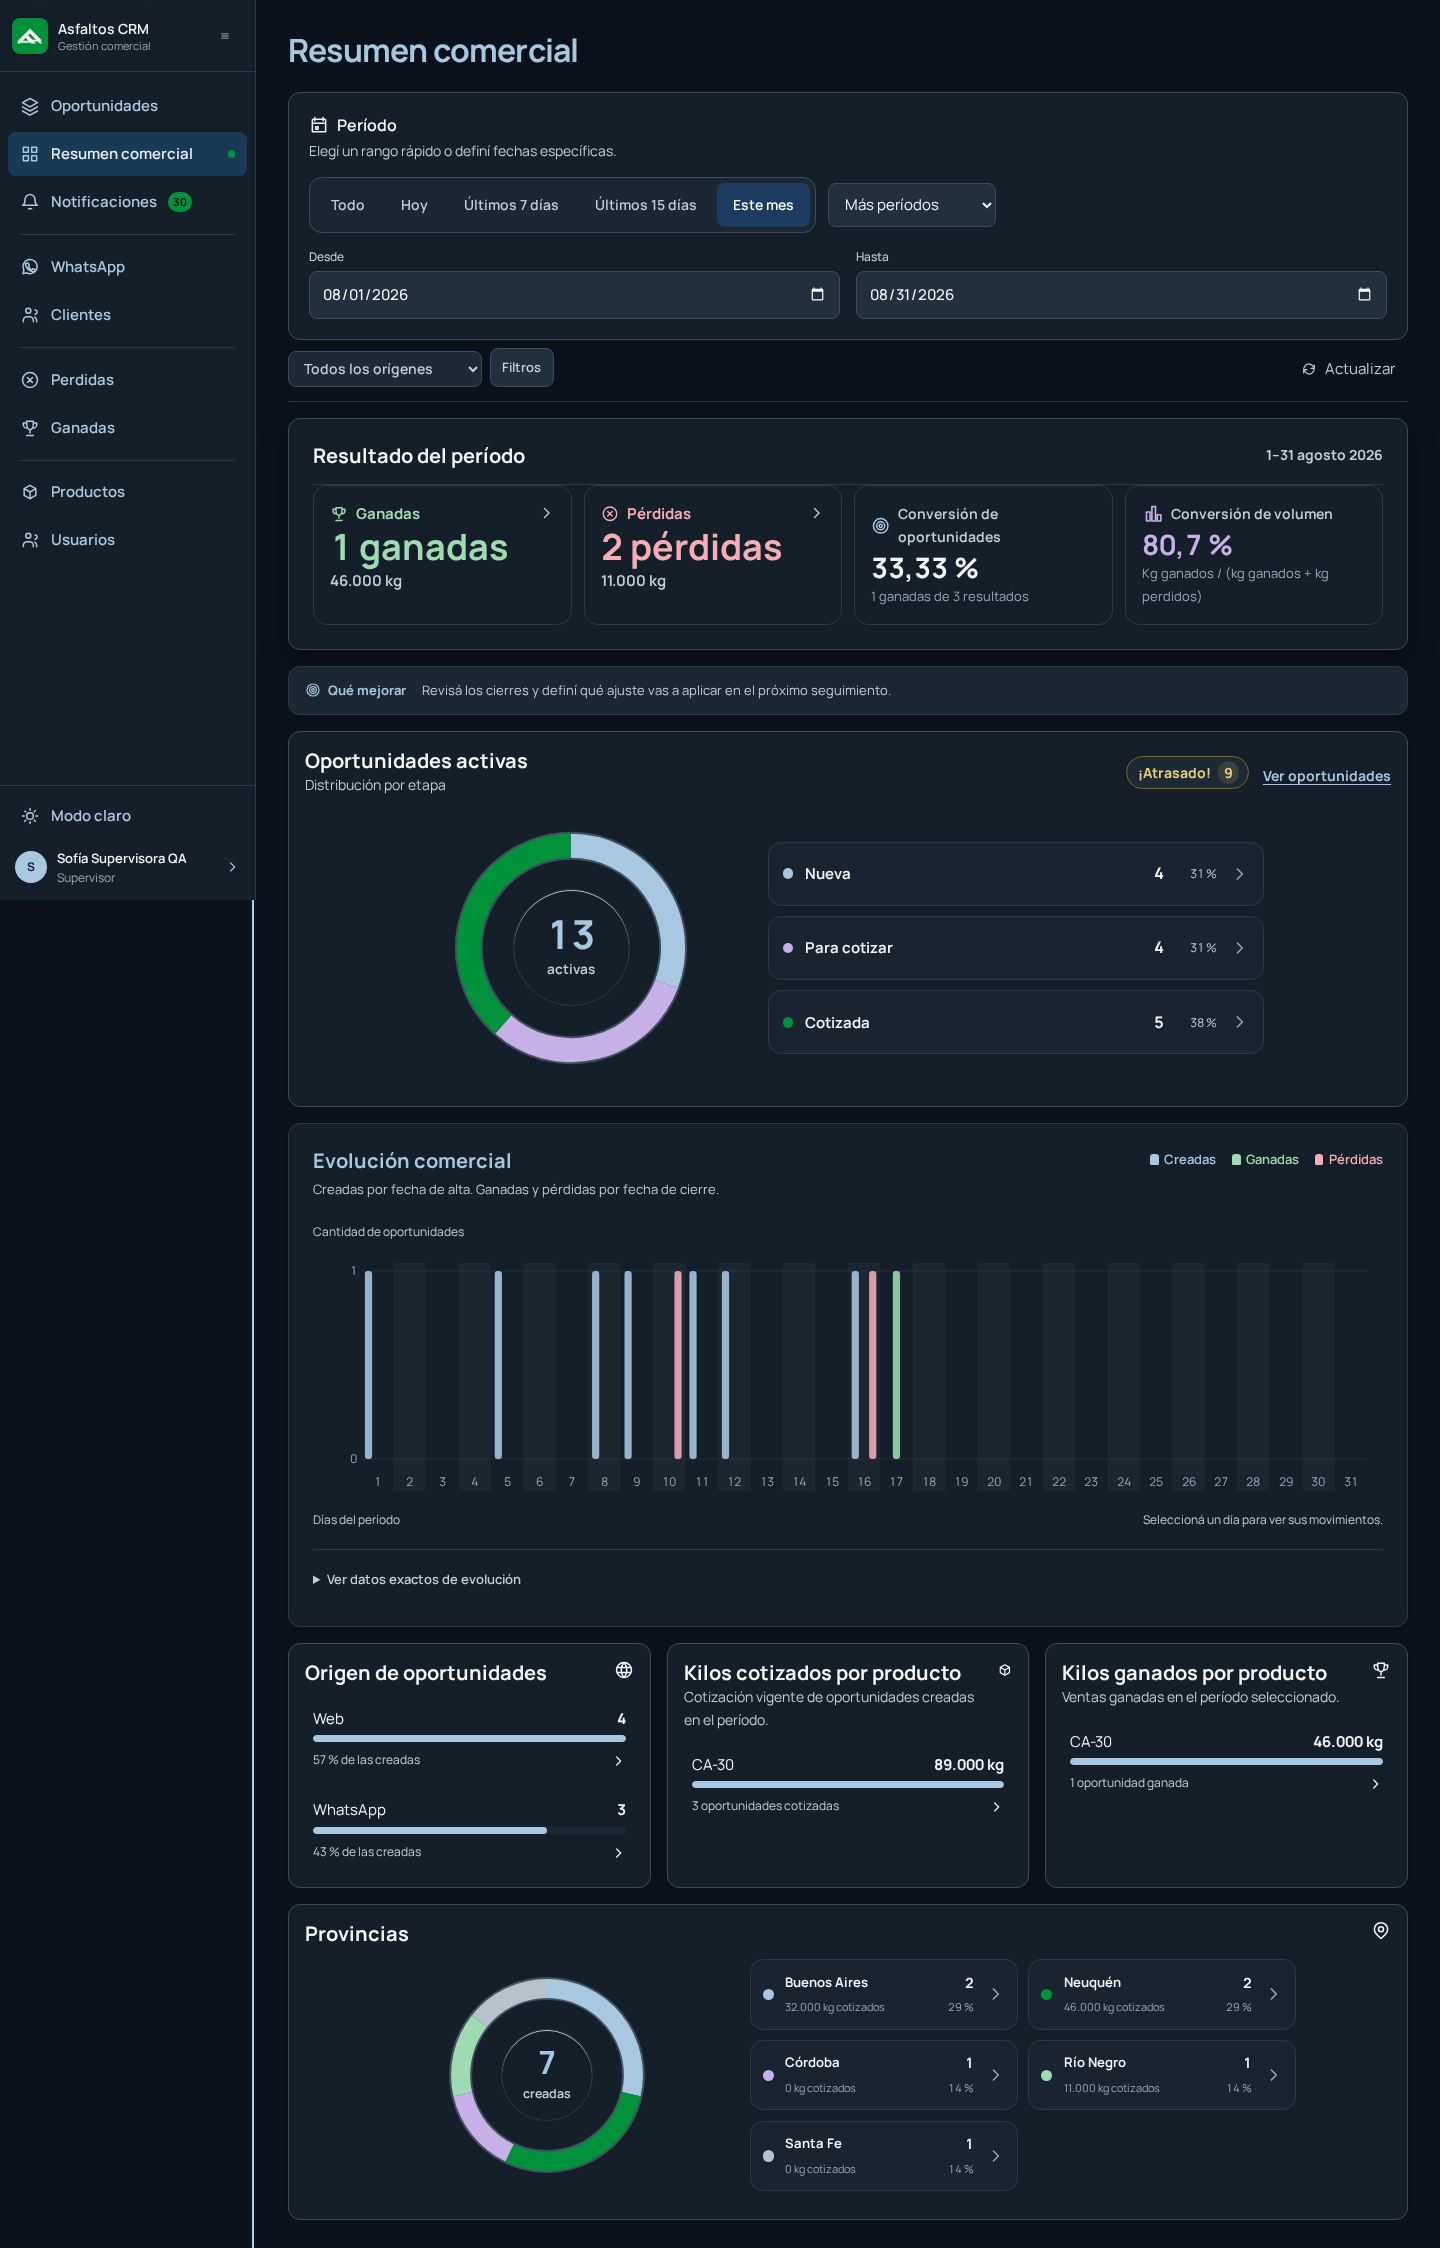 Asfaltos CRM
Gestión comercial
Oportunidades
Resumen comercial
Notificaciones 30
WhatsApp
Clientes
Perdidas
Ganadas
Productos
Usuarios
Modo claro
S
Sofía Supervisora QA
Supervisor
Resumen comercial
Período
Elegí un rango rápido o definí fechas específicas.
Todo Hoy Últimos 7 días Últimos 15 días Este mes Más períodos
Desde Hasta
08/01/2026 08/31/2026
Todos los orígenes Filtros Actualizar
Resultado del período 1–31 agosto 2026
Ganadas
1 ganadas
46.000 kg
Pérdidas
2 pérdidas
11.000 kg
Conversión de
oportunidades
33,33 %
1 ganadas de 3 resultados
Conversión de volumen
80,7 %
Kg ganados / (kg ganados + kg
perdidos)
Qué mejorar Revisá los cierres y definí qué ajuste vas a aplicar en el próximo seguimiento.
Oportunidades activas
Distribución por etapa
¡Atrasado! 9 Ver oportunidades
13
activas
Nueva 4 31 %
Para cotizar 4 31 %
Cotizada 5 38 %
Evolución comercial
Creadas Ganadas Pérdidas
Creadas por fecha de alta. Ganadas y pérdidas por fecha de cierre.
Cantidad de oportunidades
1
0
1 2 3 4 5 6 7 8 9 10 11 12 13 14 15 16 17 18 19 20 21 22 23 24 25 26 27 28 29 30 31
Días del período Seleccioná un día para ver sus movimientos.
Ver datos exactos de evolución
Origen de oportunidades
Web 4
57 % de las creadas
WhatsApp 3
43 % de las creadas
Kilos cotizados por producto
Cotización vigente de oportunidades creadas
en el período.
CA-30 89.000 kg
3 oportunidades cotizadas
Kilos ganados por producto
Ventas ganadas en el período seleccionado.
CA-30 46.000 kg
1 oportunidad ganada
Provincias
7
creadas
Buenos Aires 2
32.000 kg cotizados 29 %
Neuquén 2
46.000 kg cotizados 29 %
Córdoba 1
0 kg cotizados 14 %
Río Negro 1
11.000 kg cotizados 14 %
Santa Fe 1
0 kg cotizados 14 %